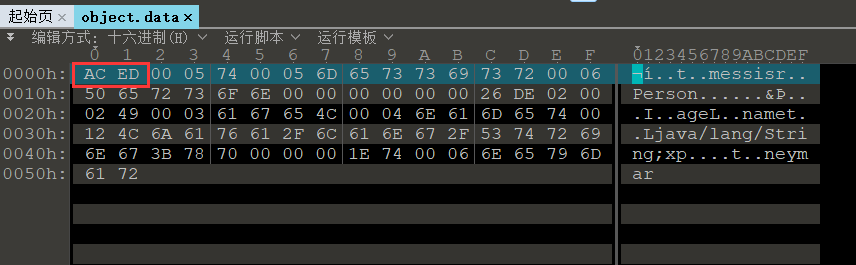 起始页 × object.data ×
编辑方式: 十六进制(H) 运行脚本 运行模板
0 1 2 3 4 5 6 7 8 9 A B C D E F 0123456789ABCDEF
0000h: AC ED 00 05 74 00 05 6D 65 73 73 69 73 72 00 06 ¬í..t..messisr..
0010h: 50 65 72 73 6F 6E 00 00 00 00 00 00 26 DE 02 00 Person......&Þ..
0020h: 02 49 00 03 61 67 65 4C 00 04 6E 61 6D 65 74 00 .I..ageL..namet.
0030h: 12 4C 6A 61 76 61 2F 6C 61 6E 67 2F 53 74 72 69 .Ljava/lang/Stri
0040h: 6E 67 3B 78 70 00 00 00 1E 74 00 06 6E 65 79 6D ng;xp....t..neym
0050h: 61 72 ar